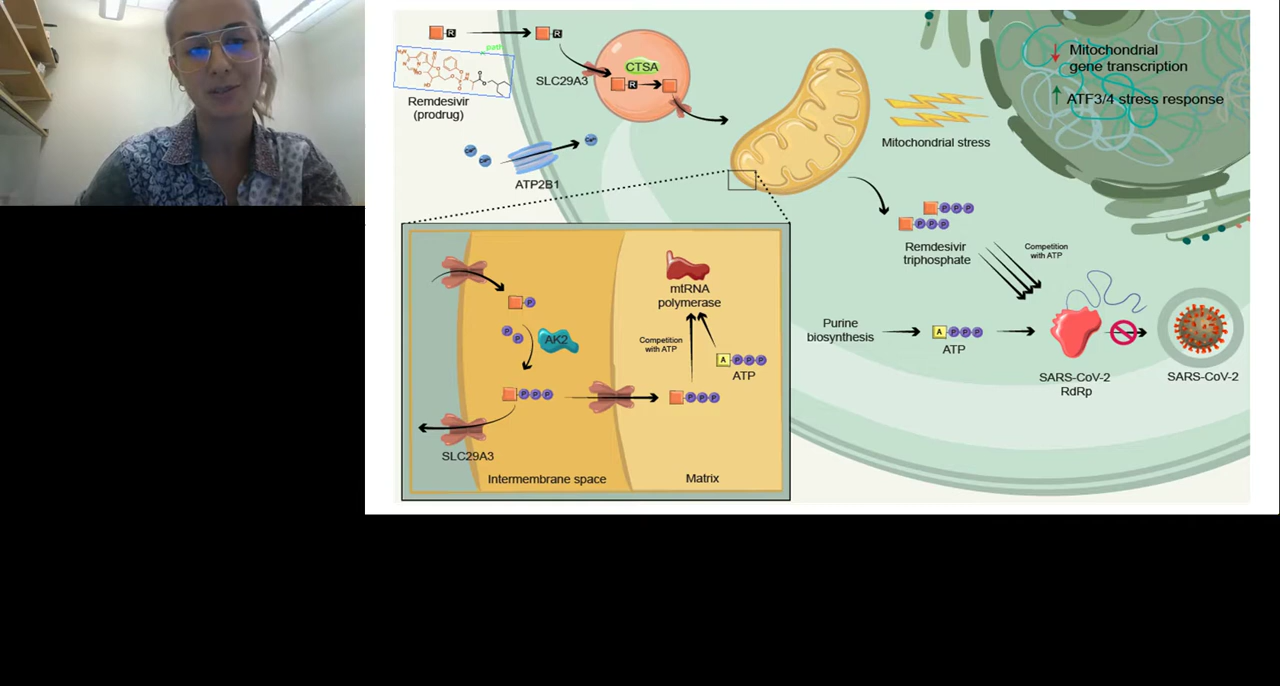 R
R
path
SLC29A3
CTSA
R
Remdesivir
(prodrug)
ATP2B1
Mitochondrial
gene transcription
ATF3/4 stress response
Mitochondrial stress
P P P
P P P
Remdesivir
triphosphate
Competition
with ATP
Purine
biosynthesis
A P P P
ATP
SARS-CoV-2
RdRp
SARS-CoV-2
P
P
P
AK2
P P P
SLC29A3
Intermembrane space
mtRNA
polymerase
Competition
with ATP
A P P P
ATP
P P P
Matrix